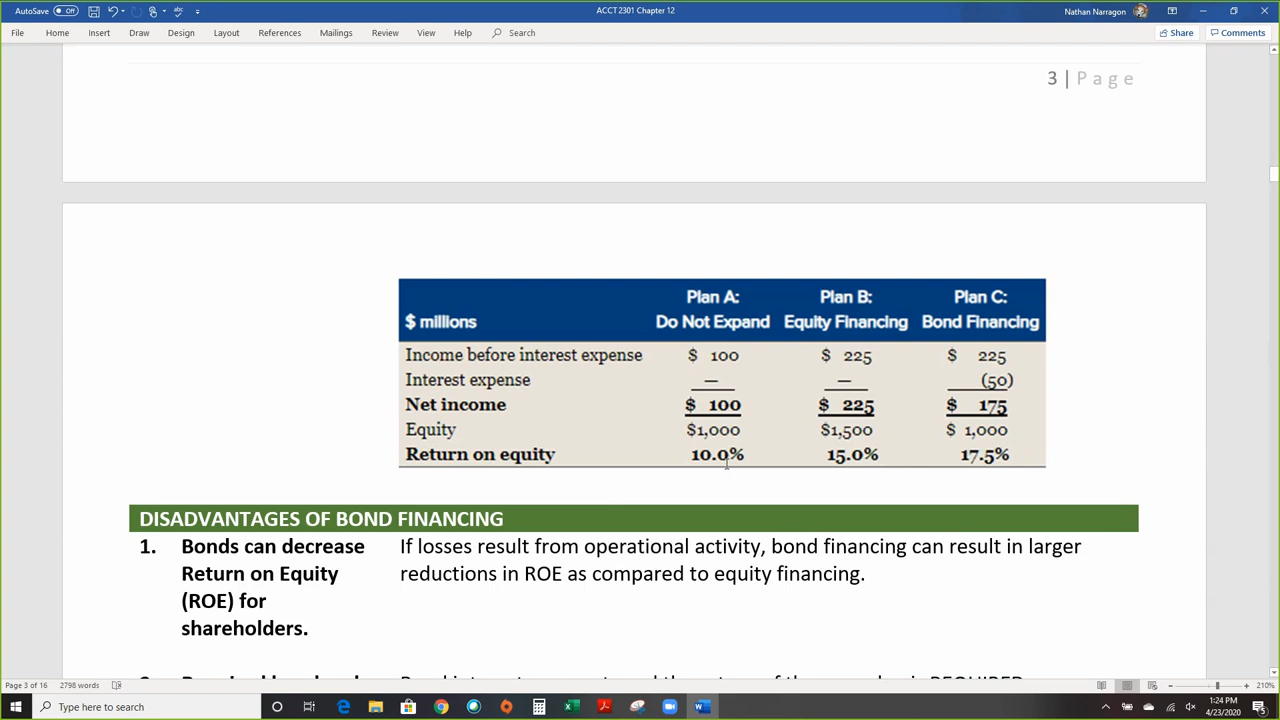 AutoSave Off
ACCT 2301 Chapter 12
Nathan Narragon
File Home Insert Draw Design Layout References Mailings Review View Help Search
Share Comments
3 | Page
$ millions Plan A: Do Not Expand Plan B: Equity Financing Plan C: Bond Financing
Income before interest expense $ 100 $ 225 $ 225
Interest expense — — (50)
Net income $ 100 $ 225 $ 175
Equity $1,000 $1,500 $ 1,000
Return on equity 10.0% 15.0% 17.5%
DISADVANTAGES OF BOND FINANCING
1. Bonds can decrease If losses result from operational activity, bond financing can result in larger
Return on Equity reductions in ROE as compared to equity financing.
(ROE) for
shareholders.
Page 3 of 16 2798 words
210%
Type here to search
1:24 PM
4/23/2020